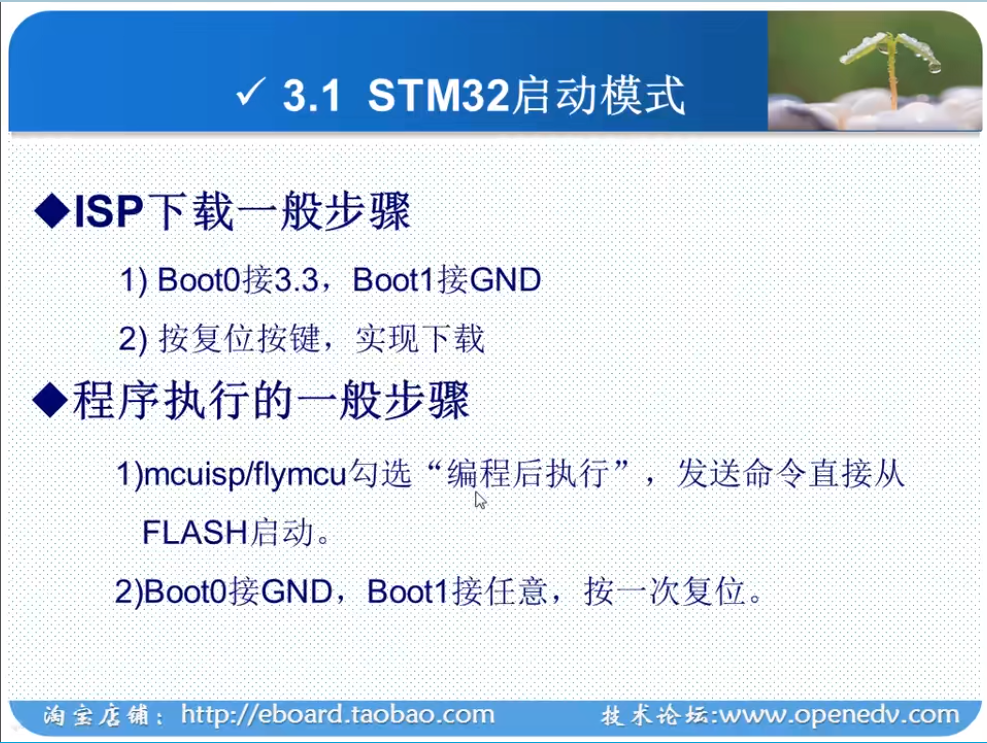 ✓ 3.1 STM32启动模式
◆ISP下载一般步骤
1) Boot0接3.3，Boot1接GND
2) 按复位按键，实现下载
◆程序执行的一般步骤
1)mcuisp/flymcu勾选“编程后执行”，发送命令直接从
FLASH启动。
2)Boot0接GND，Boot1接任意，按一次复位。
淘宝店铺：http://eboard.taobao.com
技术论坛:www.openedv.com